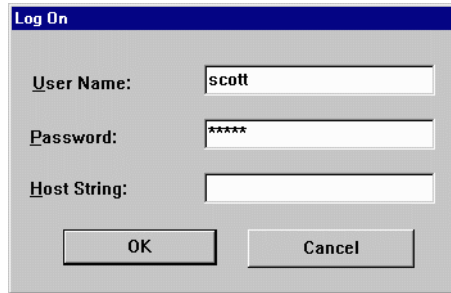 Log On
User Name: scott
Password: *****
Host String:
OK Cancel